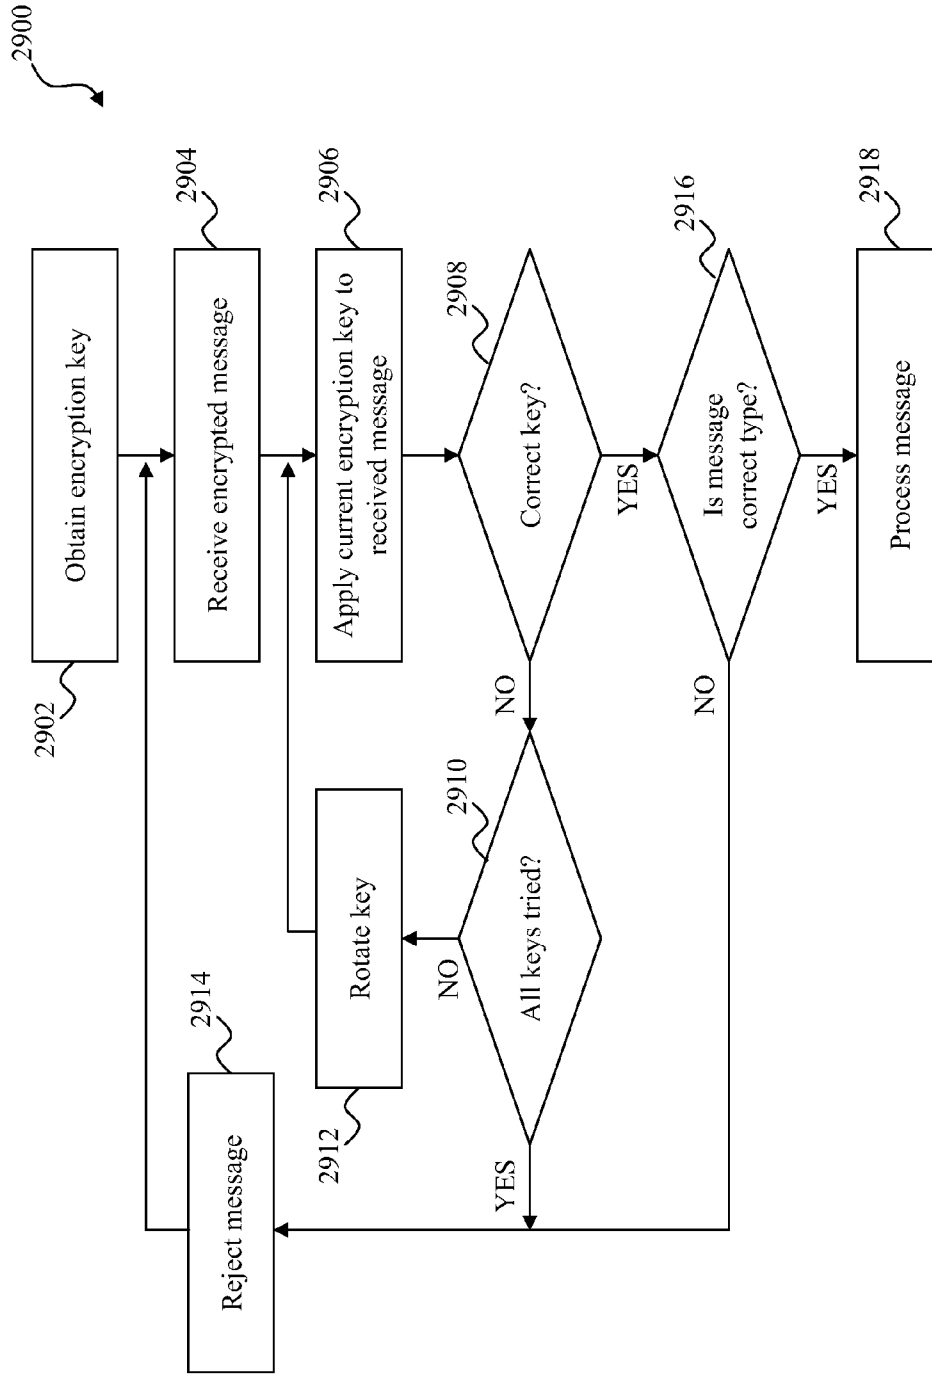 2900
2902
Obtain encryption key
2904
Receive encrypted message
2906
Apply current encryption key to
received message
2908
Correct key?
NO
YES
2910
All keys tried?
NO
YES
2912
Rotate key
2914
Reject message
2916
Is message
correct type?
NO
YES
2918
Process message